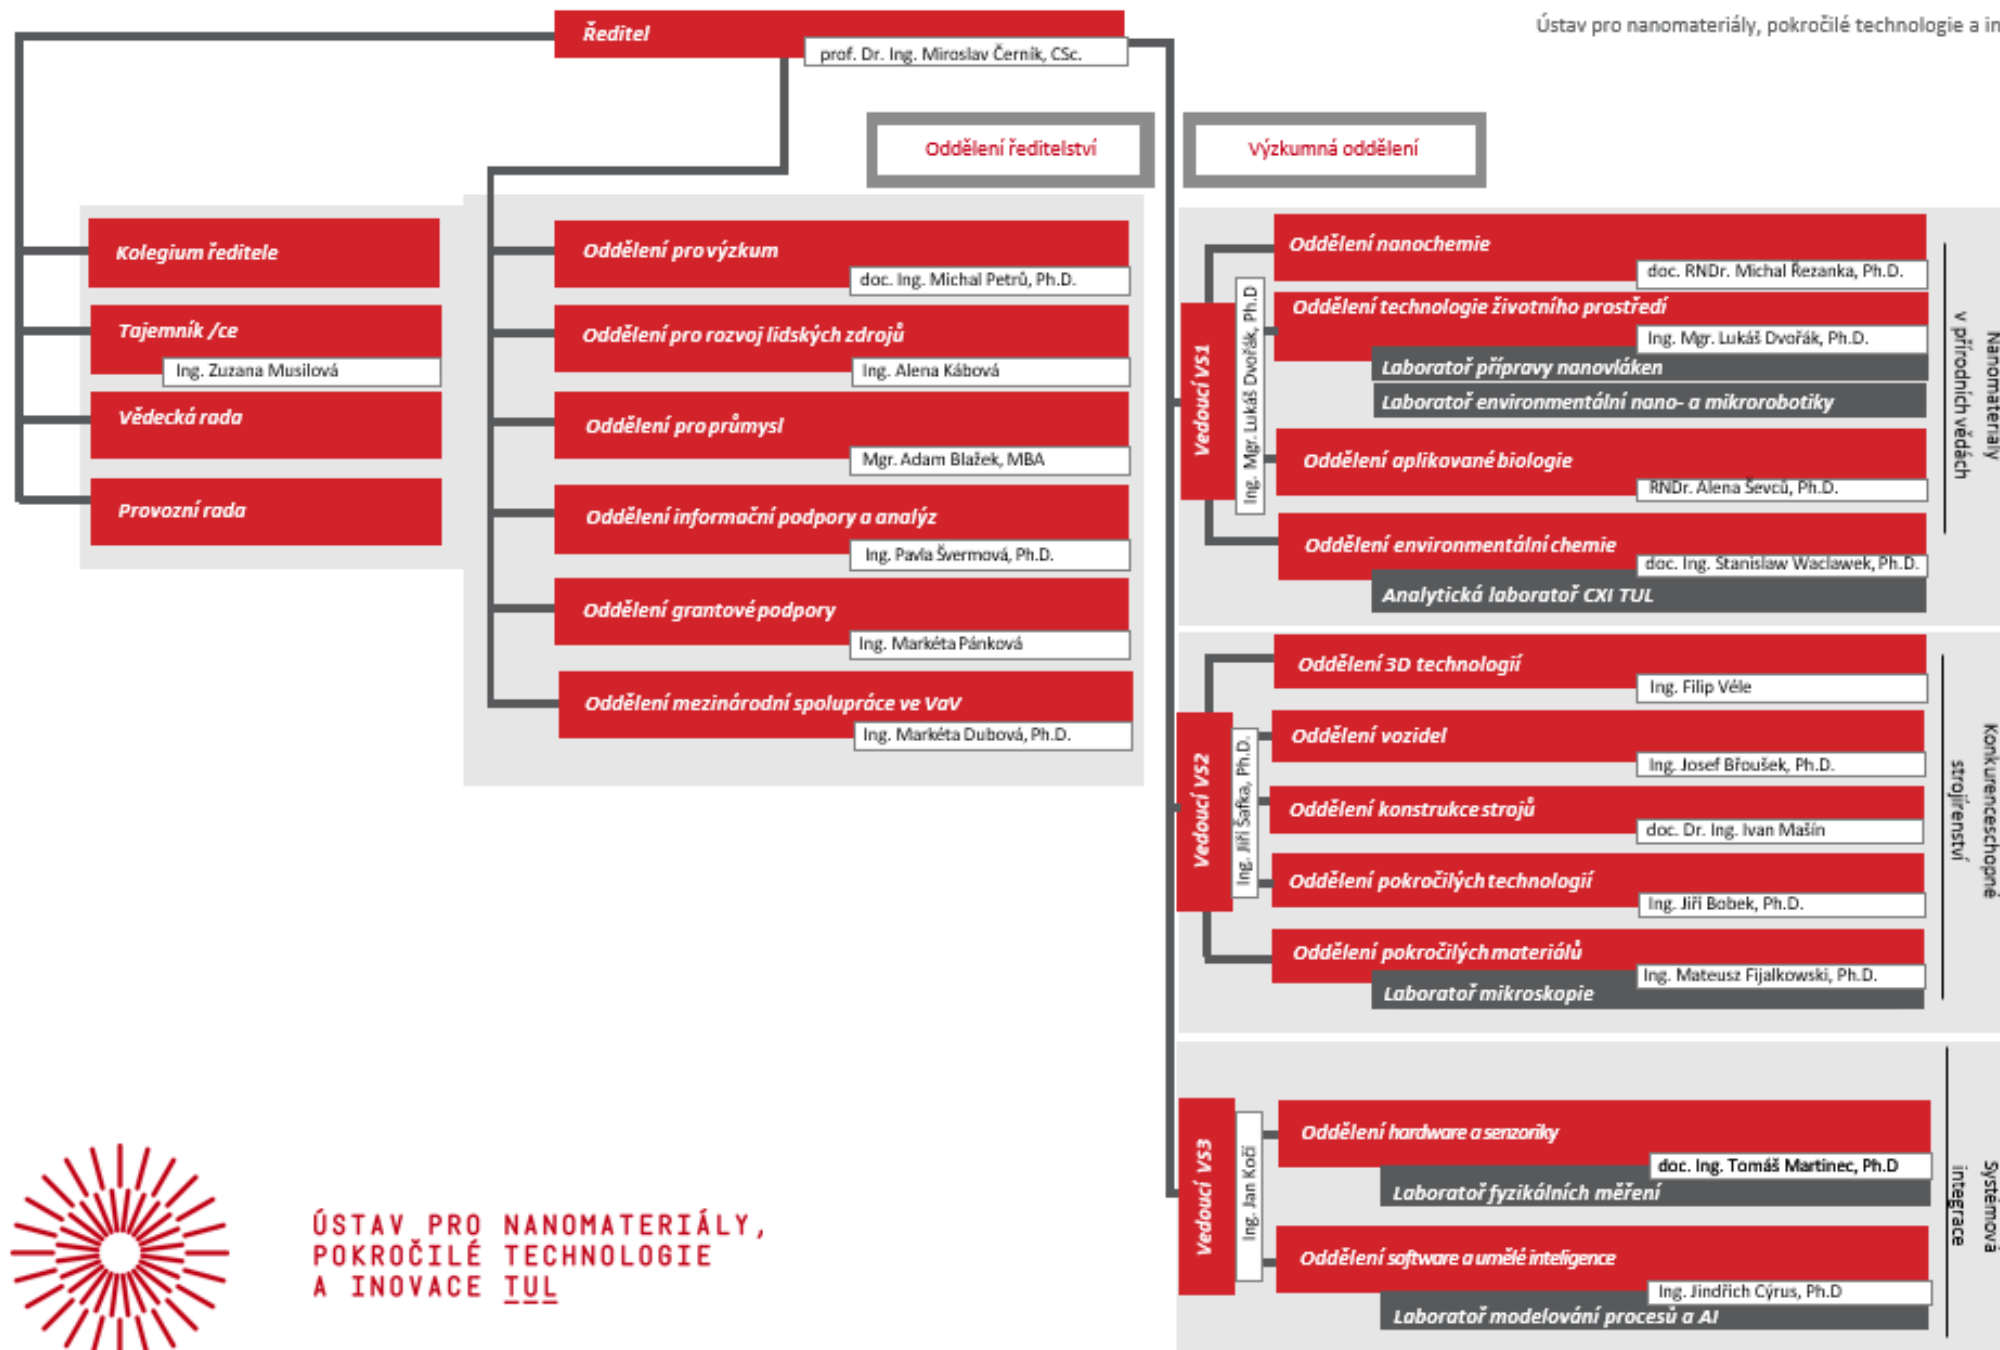 Ústav pro nanomateriály, pokročilé technologie a in
Ředitel
prof. Dr. Ing. Miroslav Černík, CSc.
Oddělení ředitelství
Výzkumná oddělení
Kolegium ředitele
Tajemník /ce
Ing. Zuzana Musilová
Vědecká rada
Provozní rada
Oddělení pro výzkum
doc. Ing. Michal Petrů, Ph.D.
Oddělení pro rozvoj lidských zdrojů
Ing. Alena Kábová
Oddělení pro průmysl
Mgr. Adam Blažek, MBA
Oddělení informační podpory a analýz
Ing. Pavla Švermová, Ph.D.
Oddělení grantové podpory
Ing. Markéta Pánková
Oddělení mezinárodní spolupráce ve VaV
Ing. Markéta Dubová, Ph.D.
Vedoucí VS1
Ing. Mgr. Lukáš Dvořák, Ph.D
Oddělení nanochemie
doc. RNDr. Michal Řezanka, Ph.D.
Oddělení technologie životního prostředí
Ing. Mgr. Lukáš Dvořák, Ph.D.
Laboratoř přípravy nanovláken
Laboratoř environmentální nano- a mikrorobotiky
Oddělení aplikované biologie
RNDr. Alena Ševců, Ph.D.
Oddělení environmentální chemie
doc. Ing. Stanislaw Waclawek, Ph.D.
Analytická laboratoř CXI TUL
Nanomateriály
v přírodních vědách
Vedoucí VS2
Ing. Jiří Šafka, Ph.D.
Oddělení 3D technologií
Ing. Filip Véle
Oddělení vozidel
Ing. Josef Břoušek, Ph.D.
Oddělení konstrukce strojů
doc. Dr. Ing. Ivan Mašín
Oddělení pokročilých technologií
Ing. Jiří Bobek, Ph.D.
Oddělení pokročilých materiálů
Ing. Mateusz Fijalkowski, Ph.D.
Laboratoř mikroskopie
Konkurenceschopné
strojírenství
Vedoucí VS3
Ing. Jan Kočí
Oddělení hardware a senzoriky
doc. Ing. Tomáš Martinec, Ph.D
Laboratoř fyzikálních měření
Oddělení software a umělé inteligence
Ing. Jindřich Cýrus, Ph.D
Laboratoř modelování procesů a AI
Systémová
integrace
ÚSTAV PRO NANOMATERIÁLY,
POKROČILÉ TECHNOLOGIE
A INOVACE TUL